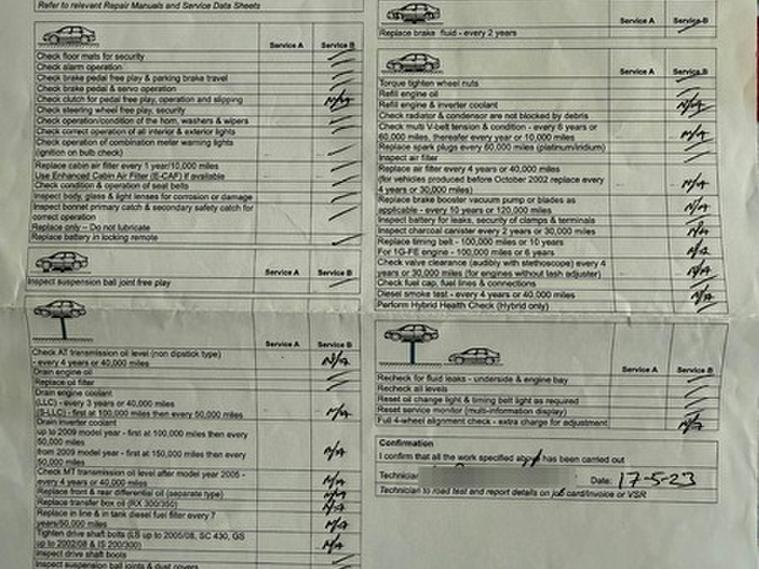 Refer to relevant Repair Manuals and Service Data Sheets
Service A Service B
Check floor mats for security
Check alarm operation
Check brake pedal free play & parking brake travel
Check brake pedal & servo operation
Check clutch for pedal free play, operation and slipping N/A
Check steering wheel free play, security
Check operation/condition of the horn, washers & wipers
Check correct operation of all interior & exterior lights
Check operation of combination meter warning lights
(ignition on bulb check)
Replace cabin air filter every 1 year/10,000 miles
Use Enhanced Cabin Air Filter (E-CAF) if available
Check condition & operation of seat belts
Inspect body, glass & light lenses for corrosion or damage
Inspect bonnet primary catch & secondary safety catch for
correct operation
Replace only - Do not lubricate
Replace battery in locking remote
Service A Service B
Inspect suspension ball joint free play
Service A Service B
Check AT transmission oil level (non dipstick type)
- every 4 years or 40,000 miles N/A
Drain engine oil
Replace oil filter
Drain engine coolant
(LLC) - every 3 years or 40,000 miles
(S-LLC) - first at 100,000 miles then every 50,000 miles N/A
Drain inverter coolant
up to 2009 model year - first at 100,000 miles then every
50,000 miles
from 2009 model year - first at 150,000 miles then every
50,000 miles N/A
Check MT transmission oil level after model year 2005 -
every 4 years or 40,000 miles N/A
Replace front & rear differential oil (separate type) N/A
Replace transfer box oil (RX 300/350) N/A
Replace in line & in tank diesel fuel filter every 7
years/50,000 miles N/A
Tighten drive shaft bolts (LS up to 2005/08, SC 430, GS
up to 2002/08 & IS 200/300) N/A
Inspect drive shaft boots
Inspect suspension ball joints & dust covers
Service A Service B
Replace brake fluid - every 2 years
Service A Service B
Torque tighten wheel nuts
Refill engine oil
Refill engine & inverter coolant N/A
Check radiator & condensor are not blocked by debris
Check multi V-belt tension & condition - every 6 years or
60,000 miles, thereafter every year or 10,000 miles N/A
Replace spark plugs every 60,000 miles (platinum/iridium)
Inspect air filter
Replace air filter every 4 years or 40,000 miles
(for vehicles produced before October 2002 replace every
4 years or 30,000 miles) N/A
Replace brake booster vacuum pump or blades as
applicable - every 10 years or 120,000 miles N/A
Inspect battery for leaks, security of clamps & terminals
Inspect charcoal canister every 2 years or 30,000 miles N/A
Replace timing belt - 100,000 miles or 10 years
For 1G-FE engine - 100,000 miles or 6 years N/A
Check valve clearance (audibly with stethoscope) every 4
years or 30,000 miles (for engines without lash adjuster) N/A
Check fuel cap, fuel lines & connections
Diesel smoke test - every 4 years or 40,000 miles N/A
Perform Hybrid Health Check (Hybrid only)
Service A Service B
Recheck for fluid leaks - underside & engine bay
Recheck all levels
Reset oil change light & timing belt light as required
Reset service monitor (multi-information display)
Full 4-wheel alignment check - extra charge for adjustment N/A
Confirmation
I confirm that all the work specified above has been carried out
Technician Date: 17-5-23
Technician to road test and report details on job card/invoice or VSR